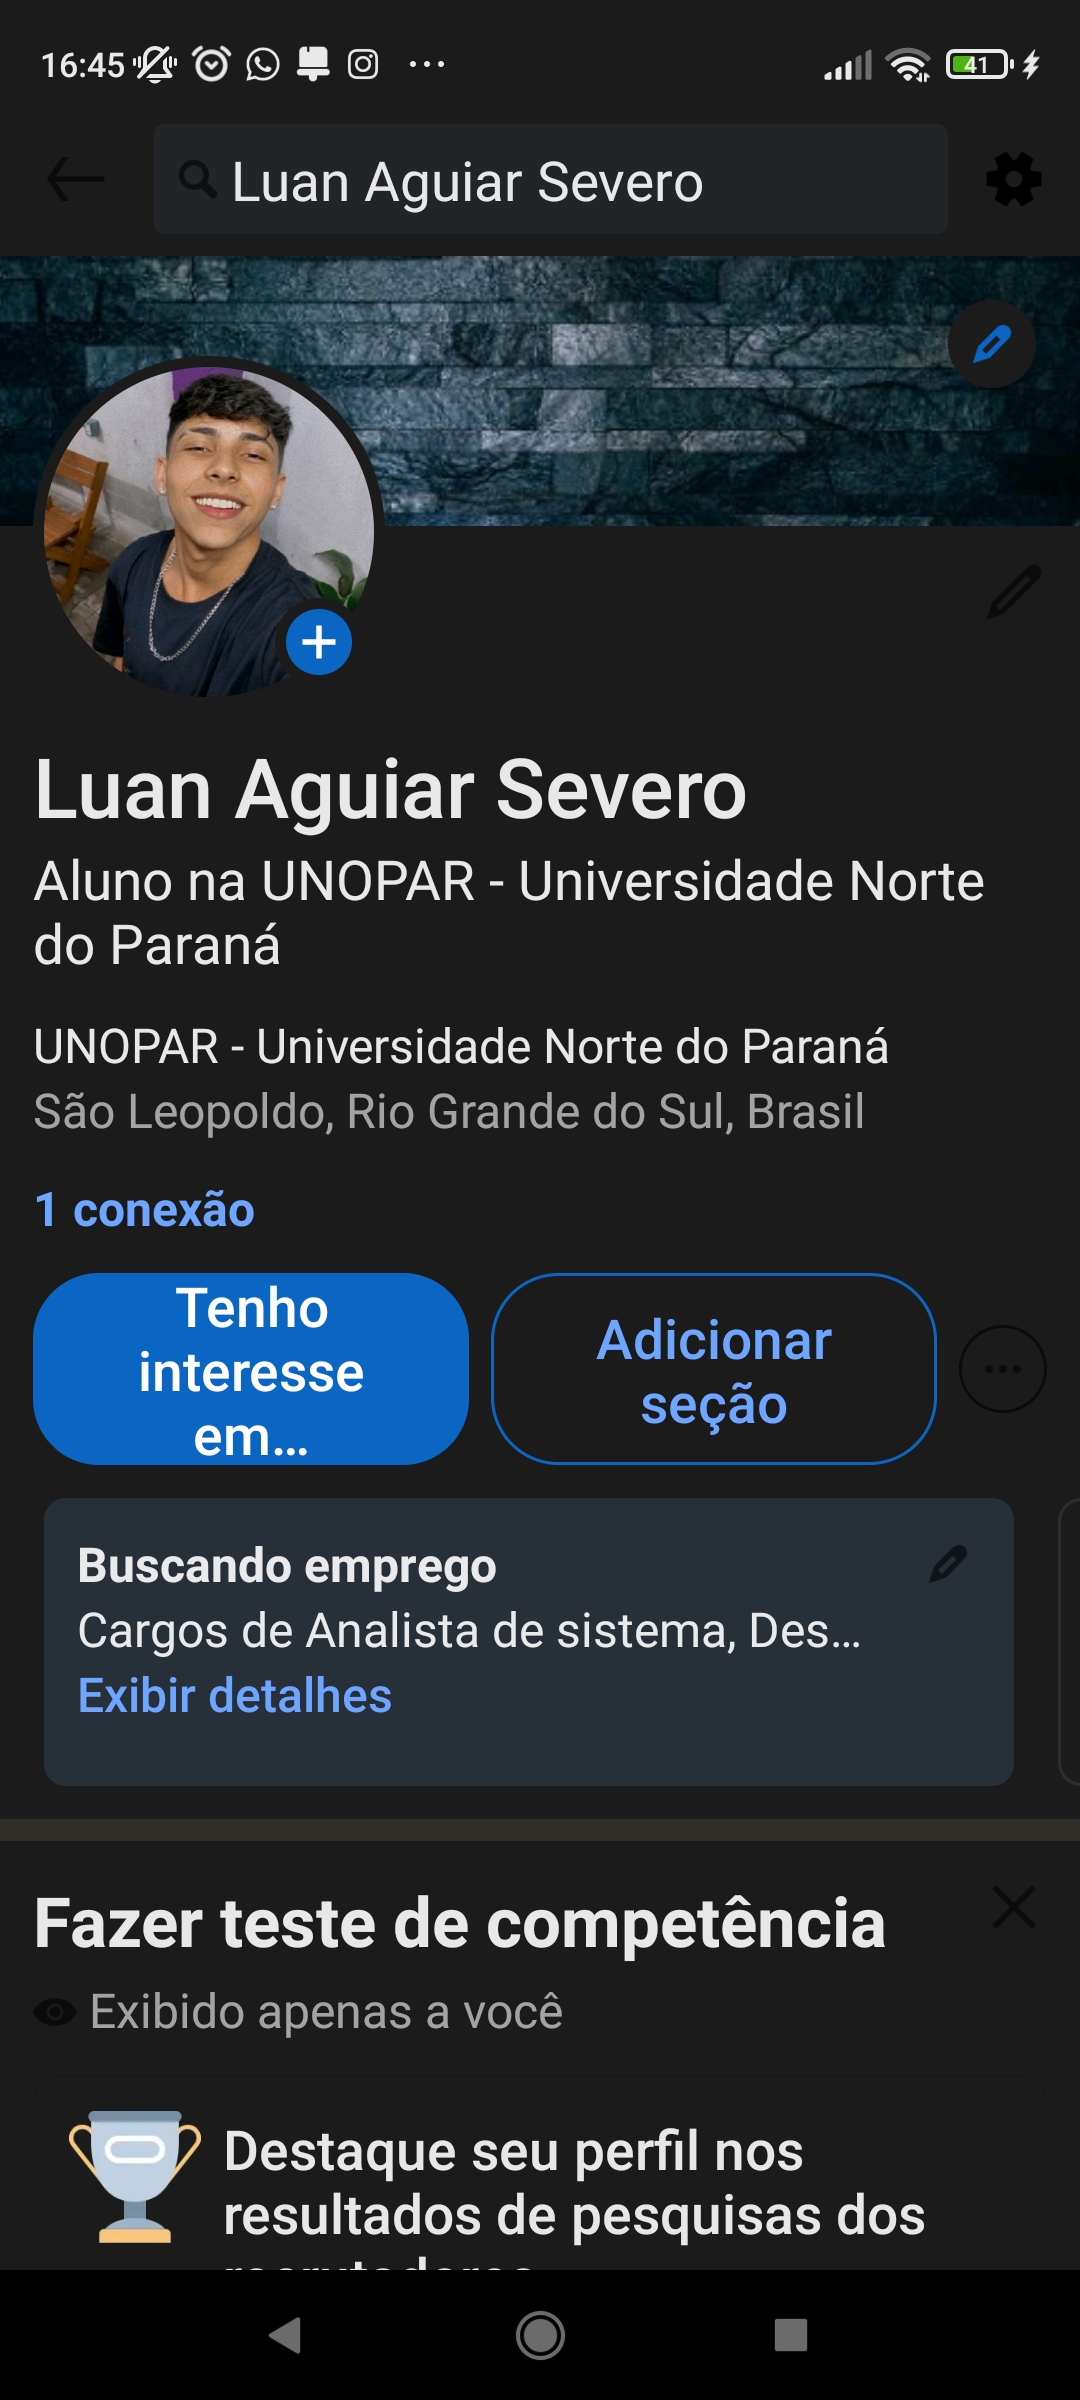 16:45
41
Luan Aguiar Severo
Luan Aguiar Severo
Aluno na UNOPAR - Universidade Norte
do Paraná
UNOPAR - Universidade Norte do Paraná
São Leopoldo, Rio Grande do Sul, Brasil
1 conexão
Tenho
interesse
em...
Adicionar
seção
Buscando emprego
Cargos de Analista de sistema, Des...
Exibir detalhes
Fazer teste de competência
Exibido apenas a você
Destaque seu perfil nos
resultados de pesquisas dos